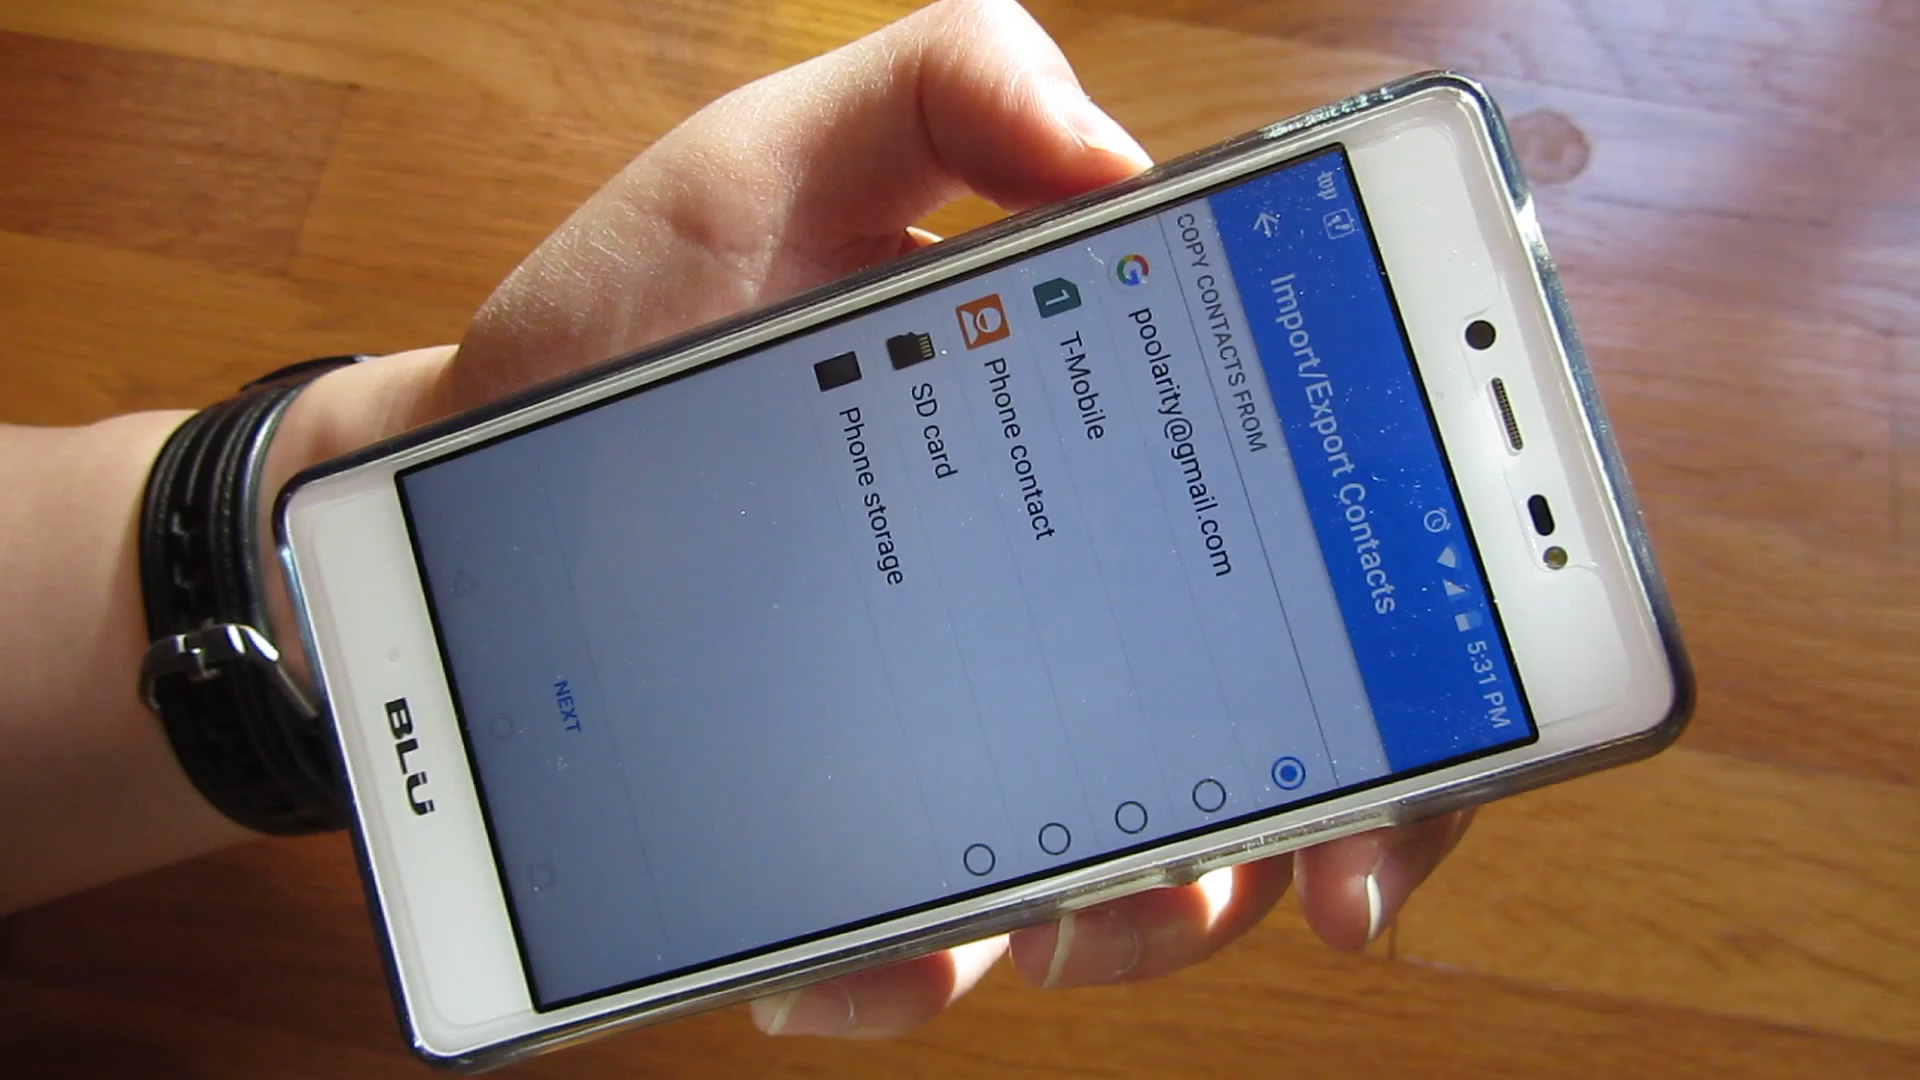 5:31 PM
Import/Export Contacts
COPY CONTACTS FROM
poolarity@gmail.com
1
T-Mobile
Phone contact
SD card
Phone storage
NEXT
BLU